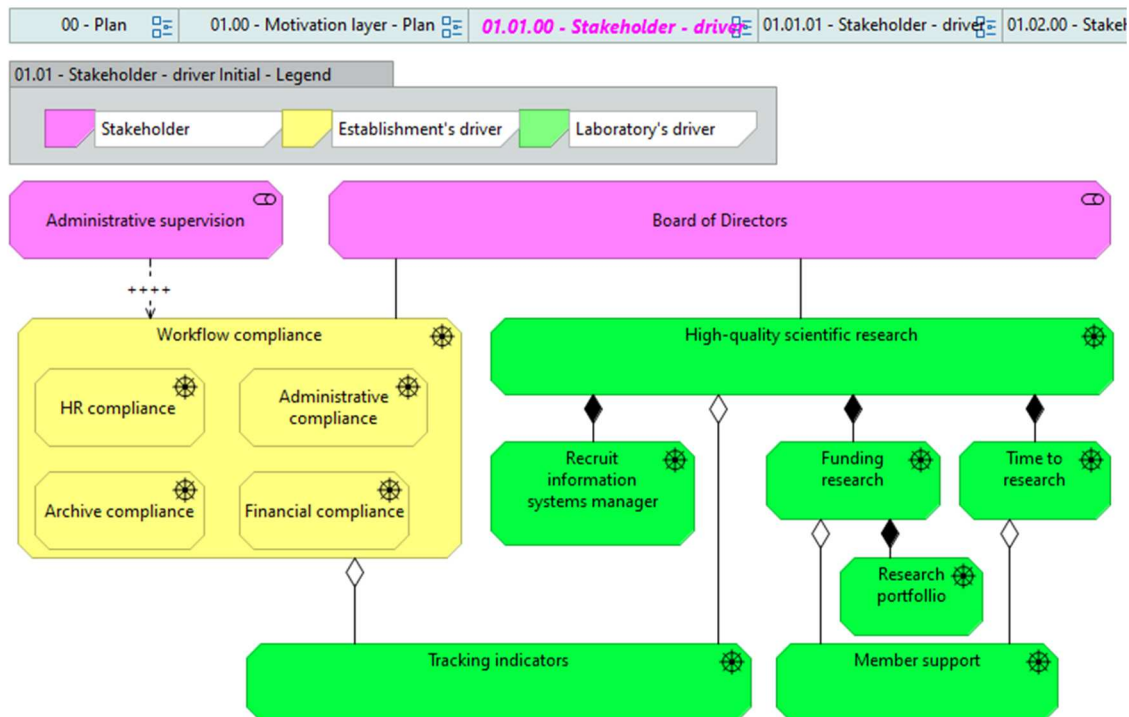 00 - Plan
01.00 - Motivation layer - Plan
01.01.00 - Stakeholder - driver
01.01.01 - Stakeholder - driver
01.02.00 - Stakeh
01.01 - Stakeholder - driver Initial - Legend
Stakeholder
Establishment's driver
Laboratory's driver
Administrative supervision
Board of Directors
++++
Workflow compliance
High-quality scientific research
HR compliance
Administrative
compliance
Archive compliance
Financial compliance
Recruit
information
systems manager
Funding
research
Time to
research
Research
portfollio
Tracking indicators
Member support